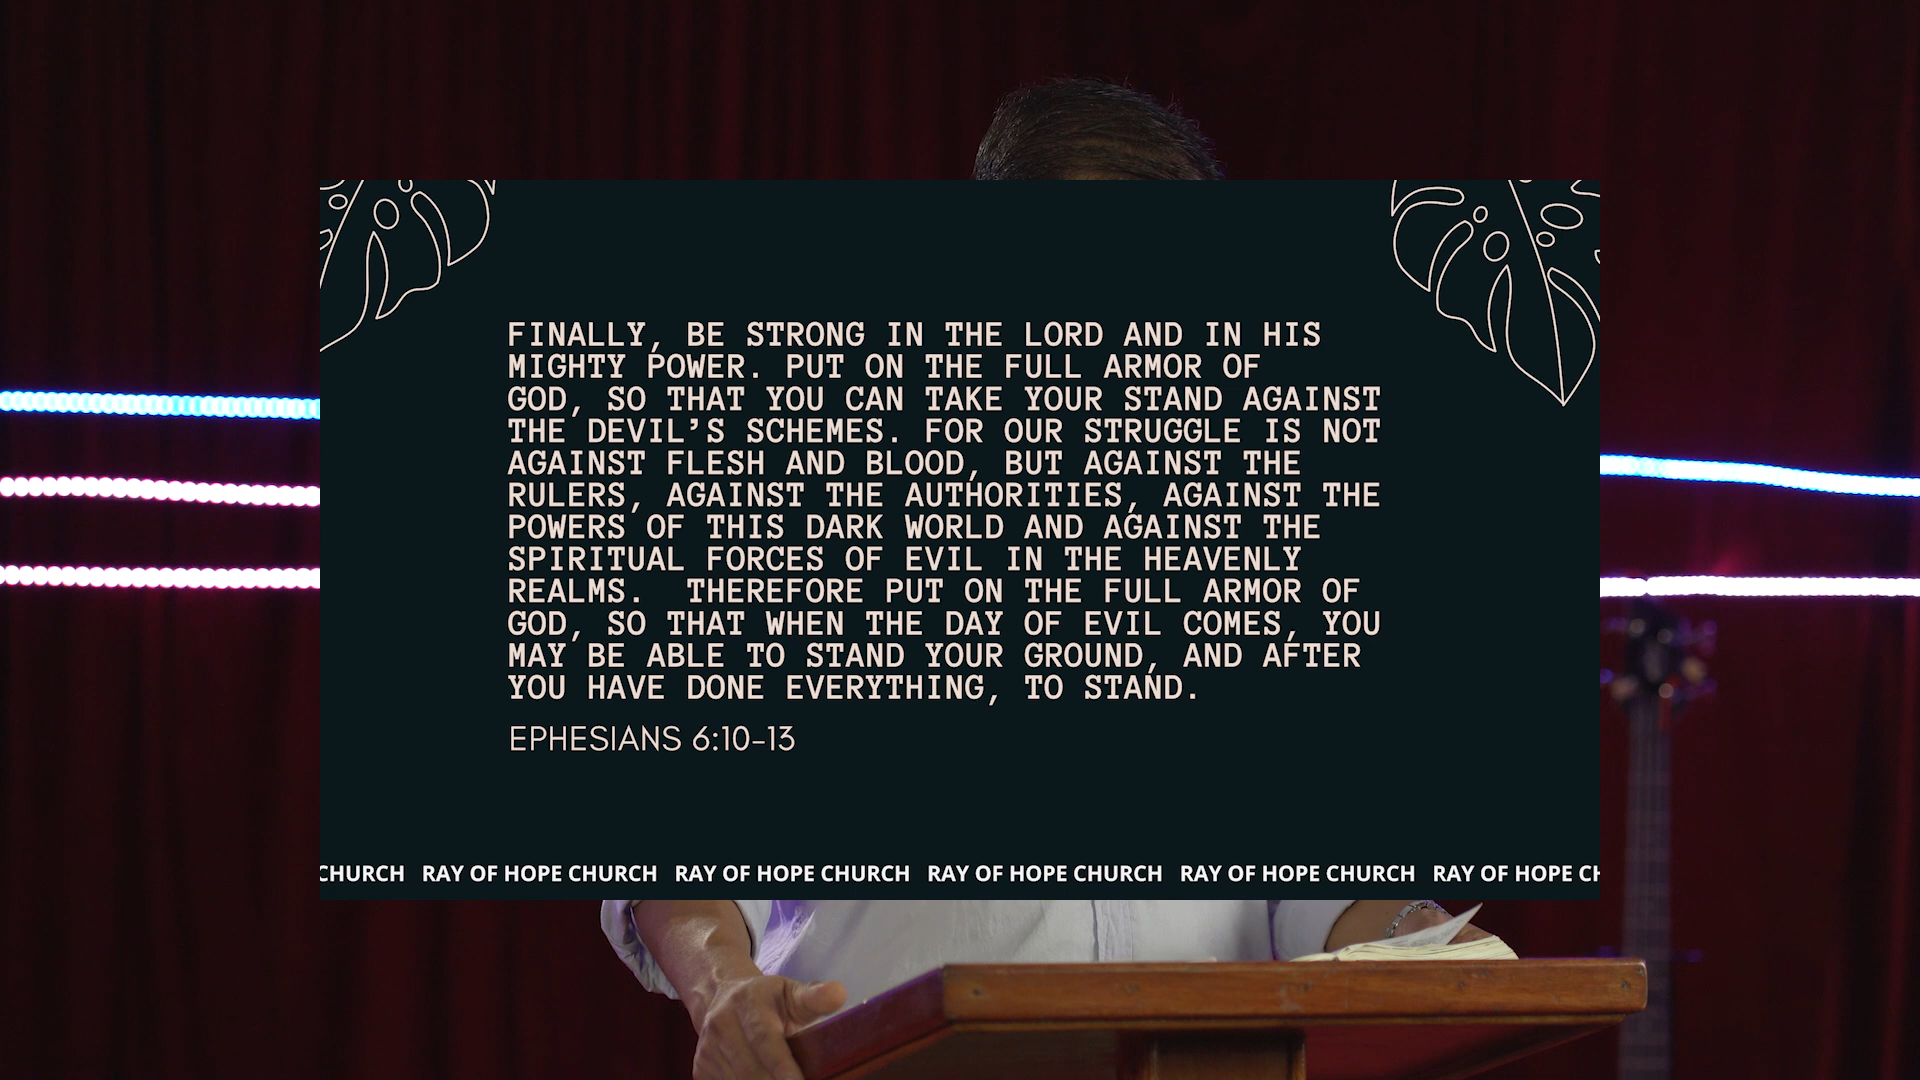 FINALLY, BE STRONG IN THE LORD AND IN HIS
MIGHTY POWER. PUT ON THE FULL ARMOR OF
GOD, SO THAT YOU CAN TAKE YOUR STAND AGAINST
THE DEVIL’S SCHEMES. FOR OUR STRUGGLE IS NOT
AGAINST FLESH AND BLOOD, BUT AGAINST THE
RULERS, AGAINST THE AUTHORITIES, AGAINST THE
POWERS OF THIS DARK WORLD AND AGAINST THE
SPIRITUAL FORCES OF EVIL IN THE HEAVENLY
REALMS.  THEREFORE PUT ON THE FULL ARMOR OF
GOD, SO THAT WHEN THE DAY OF EVIL COMES, YOU
MAY BE ABLE TO STAND YOUR GROUND, AND AFTER
YOU HAVE DONE EVERYTHING, TO STAND.
EPHESIANS 6:10-13
CHURCH RAY OF HOPE CHURCH RAY OF HOPE CHURCH RAY OF HOPE CHURCH RAY OF HOPE CHURCH RAY OF HOPE CH